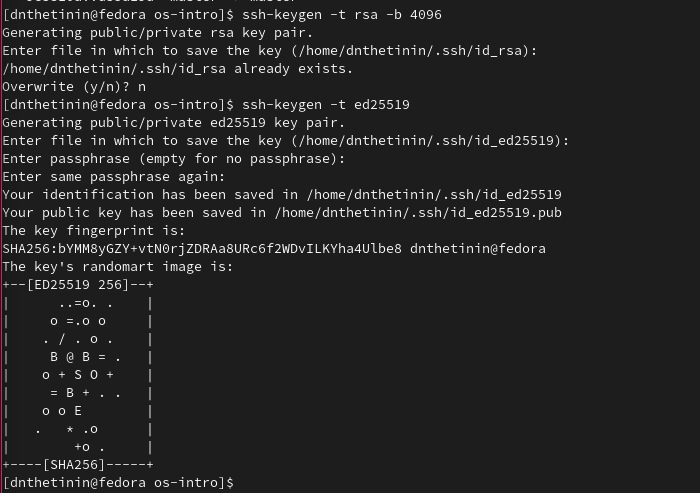 [dnthetinin@fedora os-intro]$ ssh-keygen -t rsa -b 4096
Generating public/private rsa key pair.
Enter file in which to save the key (/home/dnthetinin/.ssh/id_rsa):
/home/dnthetinin/.ssh/id_rsa already exists.
Overwrite (y/n)? n
[dnthetinin@fedora os-intro]$ ssh-keygen -t ed25519
Generating public/private ed25519 key pair.
Enter file in which to save the key (/home/dnthetinin/.ssh/id_ed25519):
Enter passphrase (empty for no passphrase):
Enter same passphrase again:
Your identification has been saved in /home/dnthetinin/.ssh/id_ed25519
Your public key has been saved in /home/dnthetinin/.ssh/id_ed25519.pub
The key fingerprint is:
SHA256:bYMM8yGZY+vtN0rjZDRAa8URc6f2WDvILKYha4Ulbe8 dnthetinin@fedora
The key's randomart image is:
+--[ED25519 256]--+
|      ..=o. .    |
|     o =.o o     |
|    . / . o .    |
|     B @ B = .   |
|    o + S O +    |
|     = B + . .   |
|    o o E        |
|   .   * .o      |
|        +o .     |
+----[SHA256]-----+
[dnthetinin@fedora os-intro]$